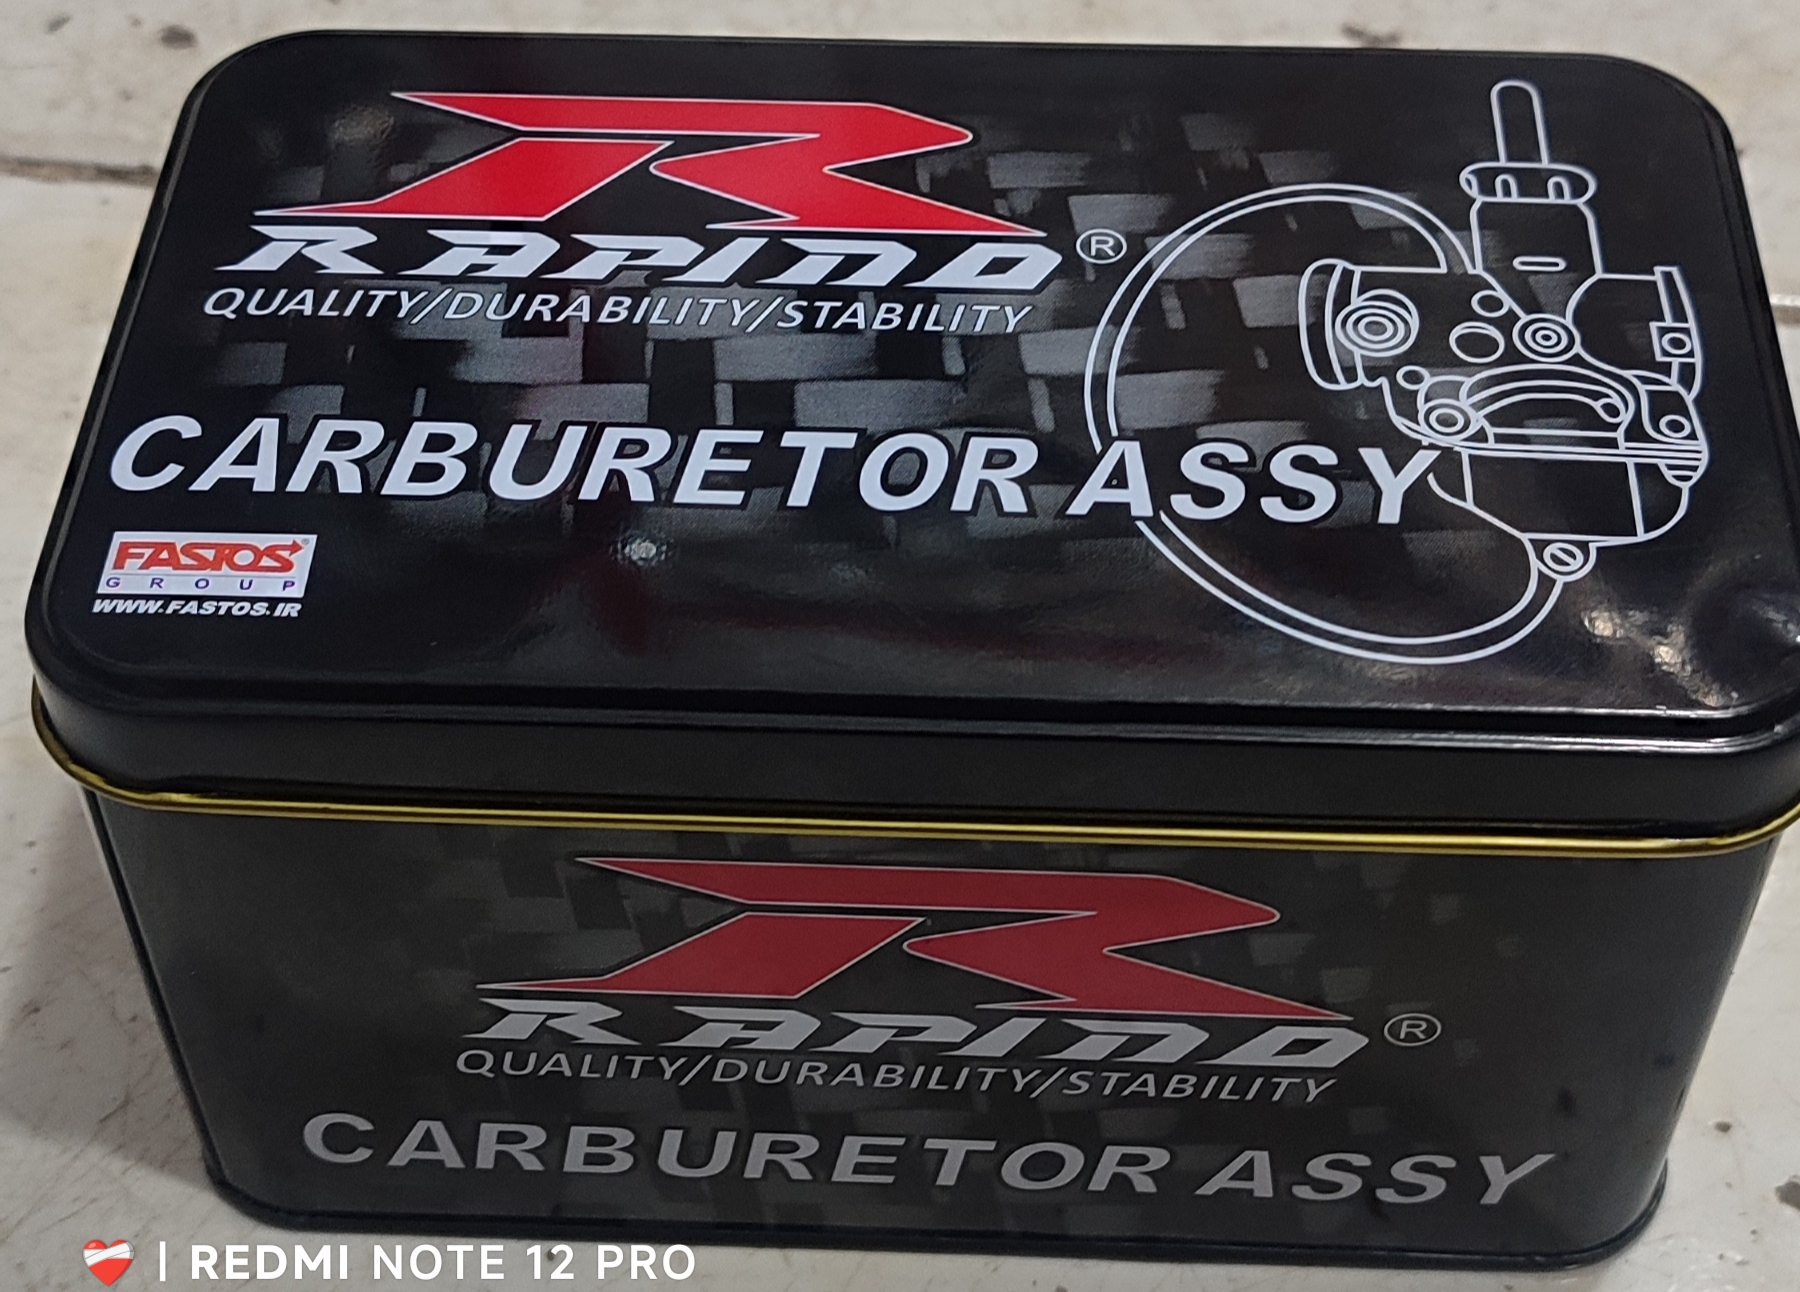 R
RAPIDO®
QUALITY/DURABILITY/STABILITY
CARBURETOR ASSY
FASTOS®
GROUP
WWW.FASTOS.IR
R
RAPIDO®
QUALITY/DURABILITY/STABILITY
CARBURETOR ASSY
❤️‍🩹 | REDMI NOTE 12 PRO